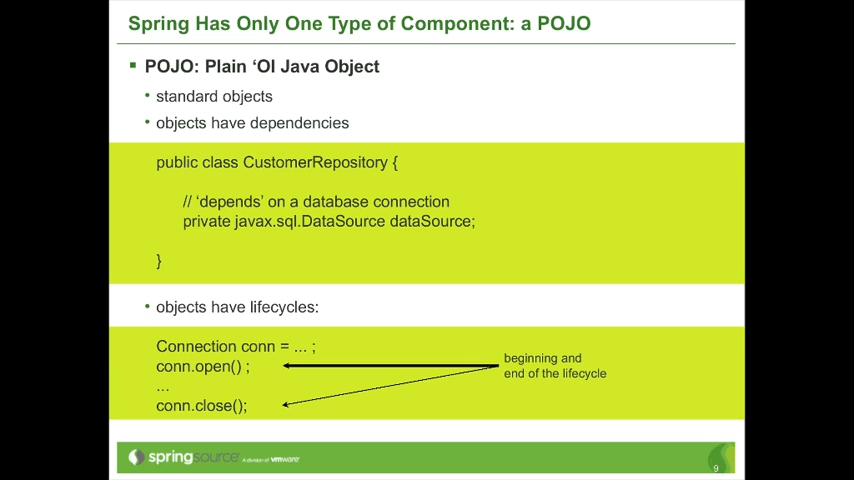 Spring Has Only One Type of Component: a POJO
POJO: Plain ‘Ol Java Object
standard objects
objects have dependencies
public class CustomerRepository {
// ‘depends’ on a database connection
private javax.sql.DataSource dataSource;
}
objects have lifecycles:
Connection conn = ... ;
conn.open() ;
...
conn.close();
beginning and
end of the lifecycle
springsource A division of vmware
9